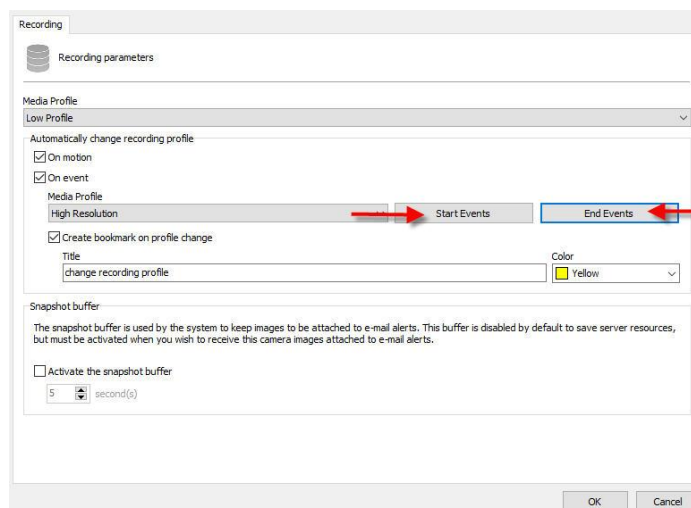 Recording
Recording parameters
Media Profile
Low Profile
Automatically change recording profile
On motion
On event
Media Profile
High Resolution
Start Events
End Events
Create bookmark on profile change
Title
Color
change recording profile
Yellow
Snapshot buffer
The snapshot buffer is used by the system to keep images to be attached to e-mail alerts. This buffer is disabled by default to save server resources,
but must be activated when you wish to receive this camera images attached to e-mail alerts.
Activate the snapshot buffer
5 second(s)
OK Cancel